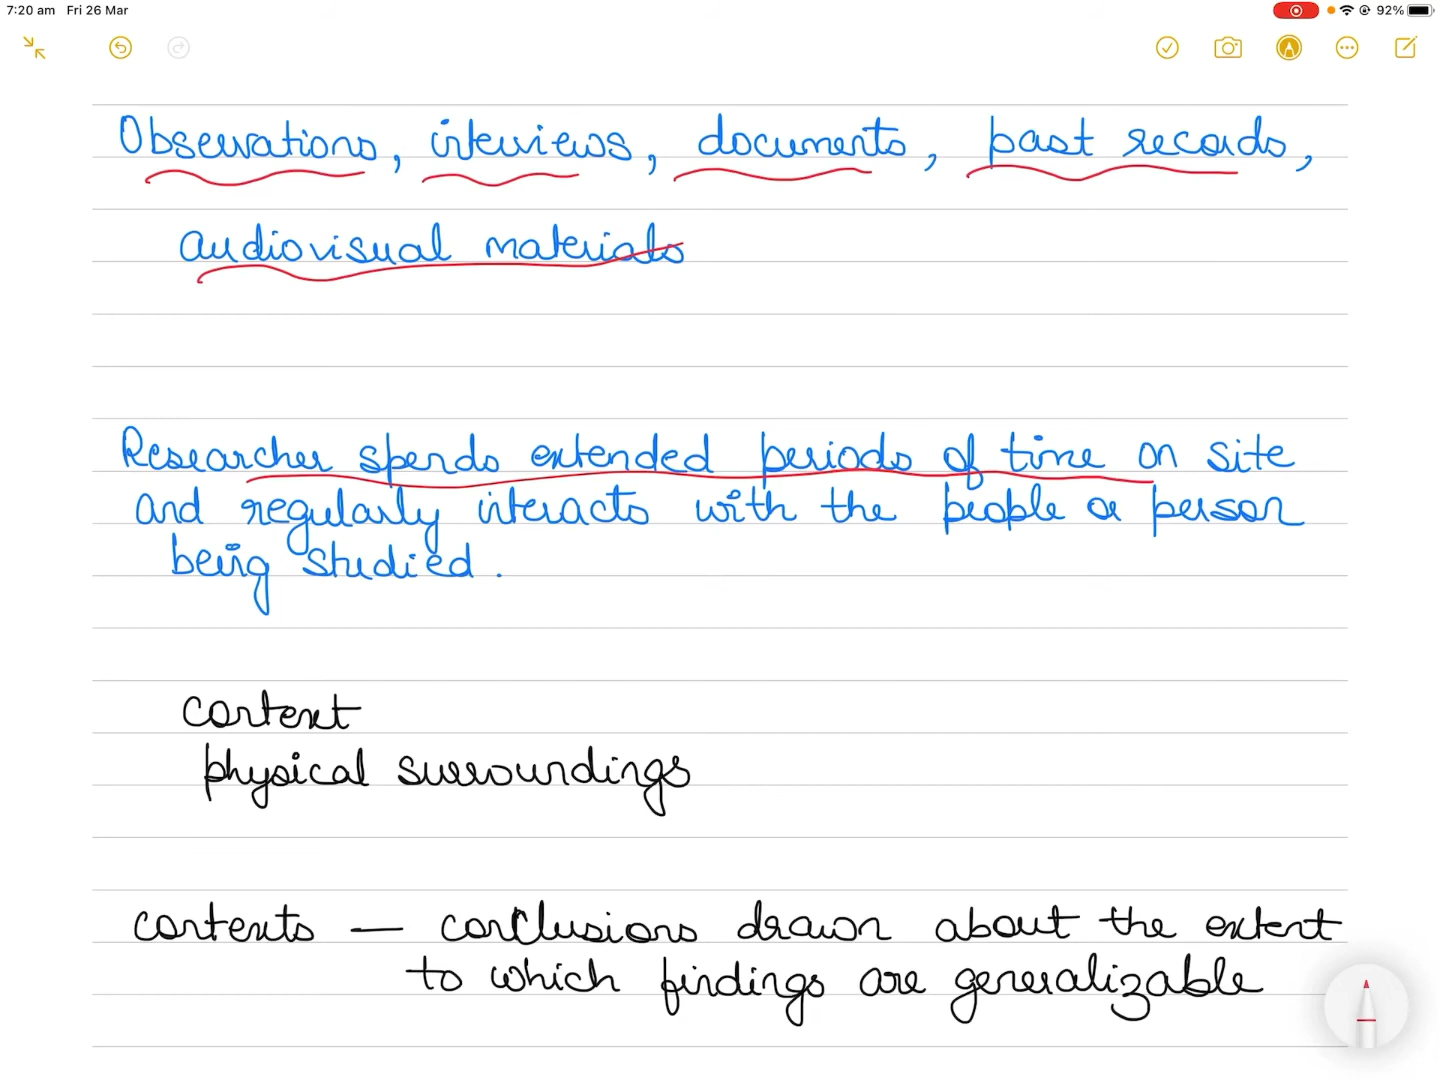 7:20 am Fri 26 Mar
92%
Observations, interviews, documents, past records,
audiovisual materials
Researcher spends extended periods of time on site
and regularly interacts with the people or person
being studied.
context
physical surroundings
contexts — conclusions drawn about the extent
to which findings are generalizable